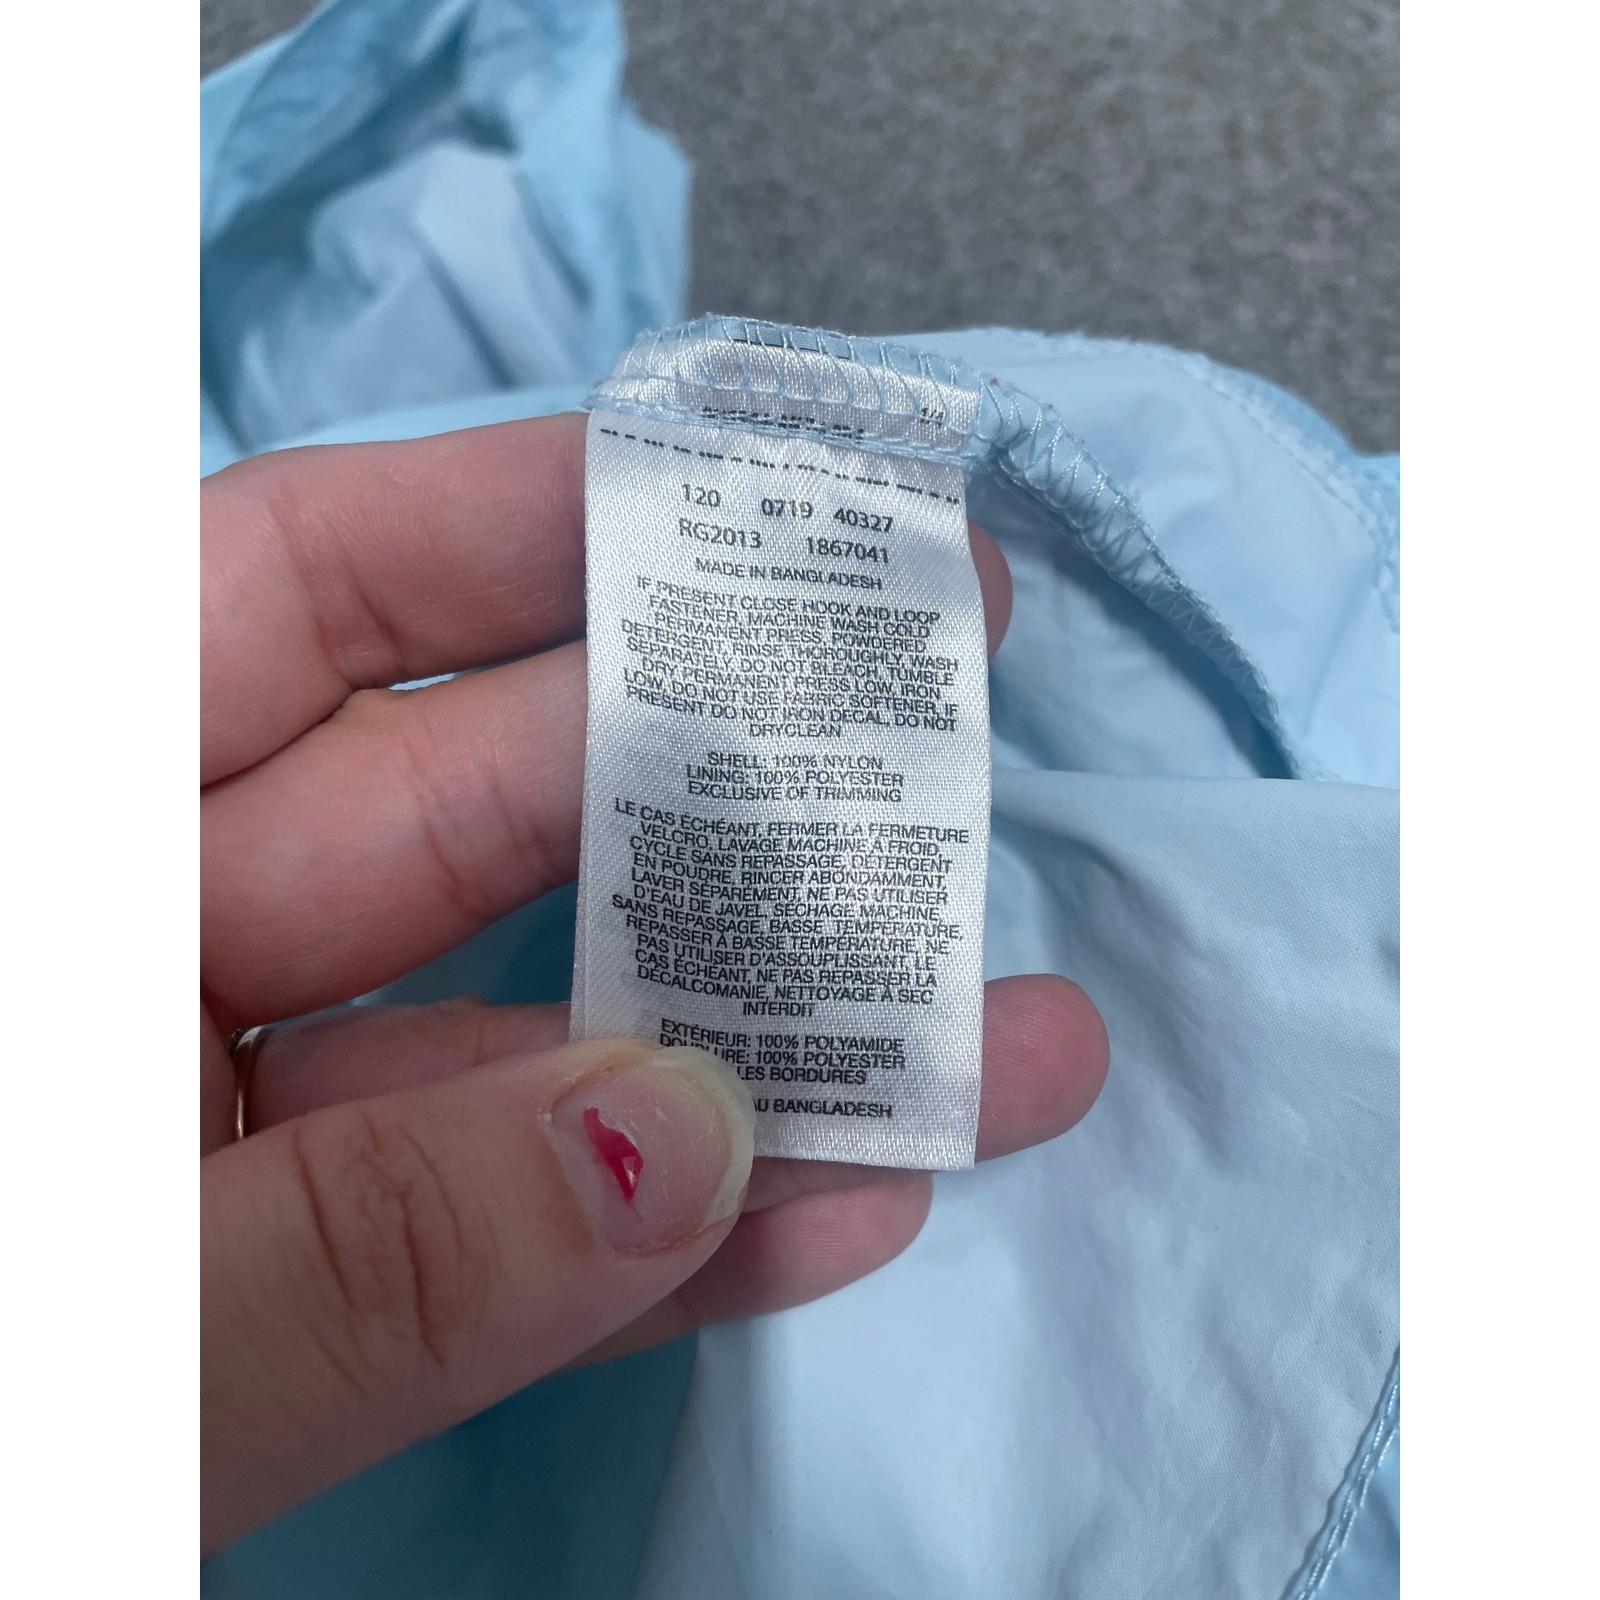 120 0719 40327
RG2013 1867041
MADE IN BANGLADESH
IF PRESENT CLOSE HOOK AND LOOP
FASTENER, MACHINE WASH COLD
PERMANENT PRESS, POWDERED
DETERGENT, RINSE THOROUGHLY, WASH
SEPARATELY, DO NOT BLEACH, TUMBLE
DRY PERMANENT PRESS LOW, IRON
LOW, DO NOT USE FABRIC SOFTENER, IF
PRESENT DO NOT IRON DECAL, DO NOT
DRYCLEAN
SHELL: 100% NYLON
LINING: 100% POLYESTER
EXCLUSIVE OF TRIMMING
LE CAS ÉCHÉANT, FERMER LA FERMETURE
VELCRO, LAVAGE MACHINE À FROID,
CYCLE SANS REPASSAGE, DÉTERGENT
EN POUDRE, RINCER ABONDAMMENT,
LAVER SÉPARÉMENT, NE PAS UTILISER
D'EAU DE JAVEL, SÉCHAGE MACHINE,
SANS REPASSAGE, BASSE TEMPÉRATURE,
REPASSER À BASSE TEMPÉRATURE, NE
PAS UTILISER D'ASSOUPLISSANT, LE
CAS ÉCHÉANT, NE PAS REPASSER LA
DÉCALCOMANIE, NETTOYAGE À SEC
INTERDIT
EXTÉRIEUR: 100% POLYAMIDE
DOUBLURE: 100% POLYESTER
LES BORDURES
AU BANGLADESH